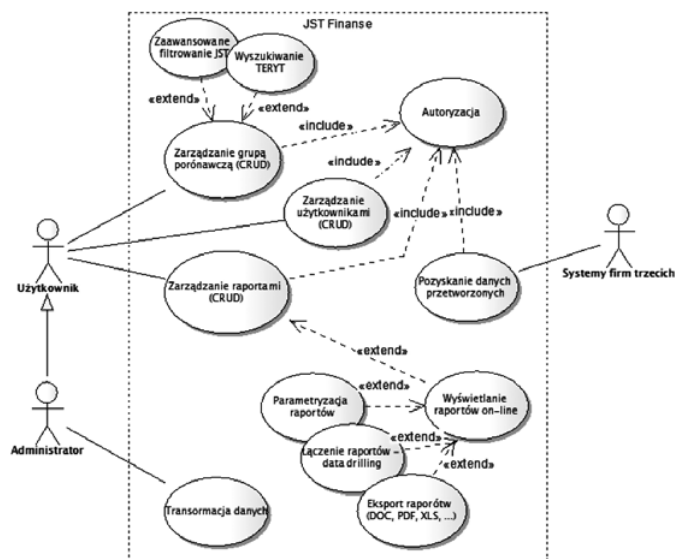 JST Finanse
Zaawansowane
filtrowanie JST
Wyszukiwanie
TERYT
«extend»
«extend»
Autoryzacja
«include»
Zarządzanie grupą
porónawczą (CRUD)
«include»
Zarządzanie
użytkownikami
(CRUD)
«include»
«include»
Użytkownik
Systemy firm trzecich
Zarządzanie raportami
(CRUD)
Pozyskanie danych
przetworzonych
«extend»
Parametryzacja
raportów
«extend»
Wyświetlanie
raportów on-line
Administrator
Łączenie raportów
data drilling
«extend»
«extend»
Eksport raporótw
(DOC, PDF, XLS, ...)
Transormacja danych